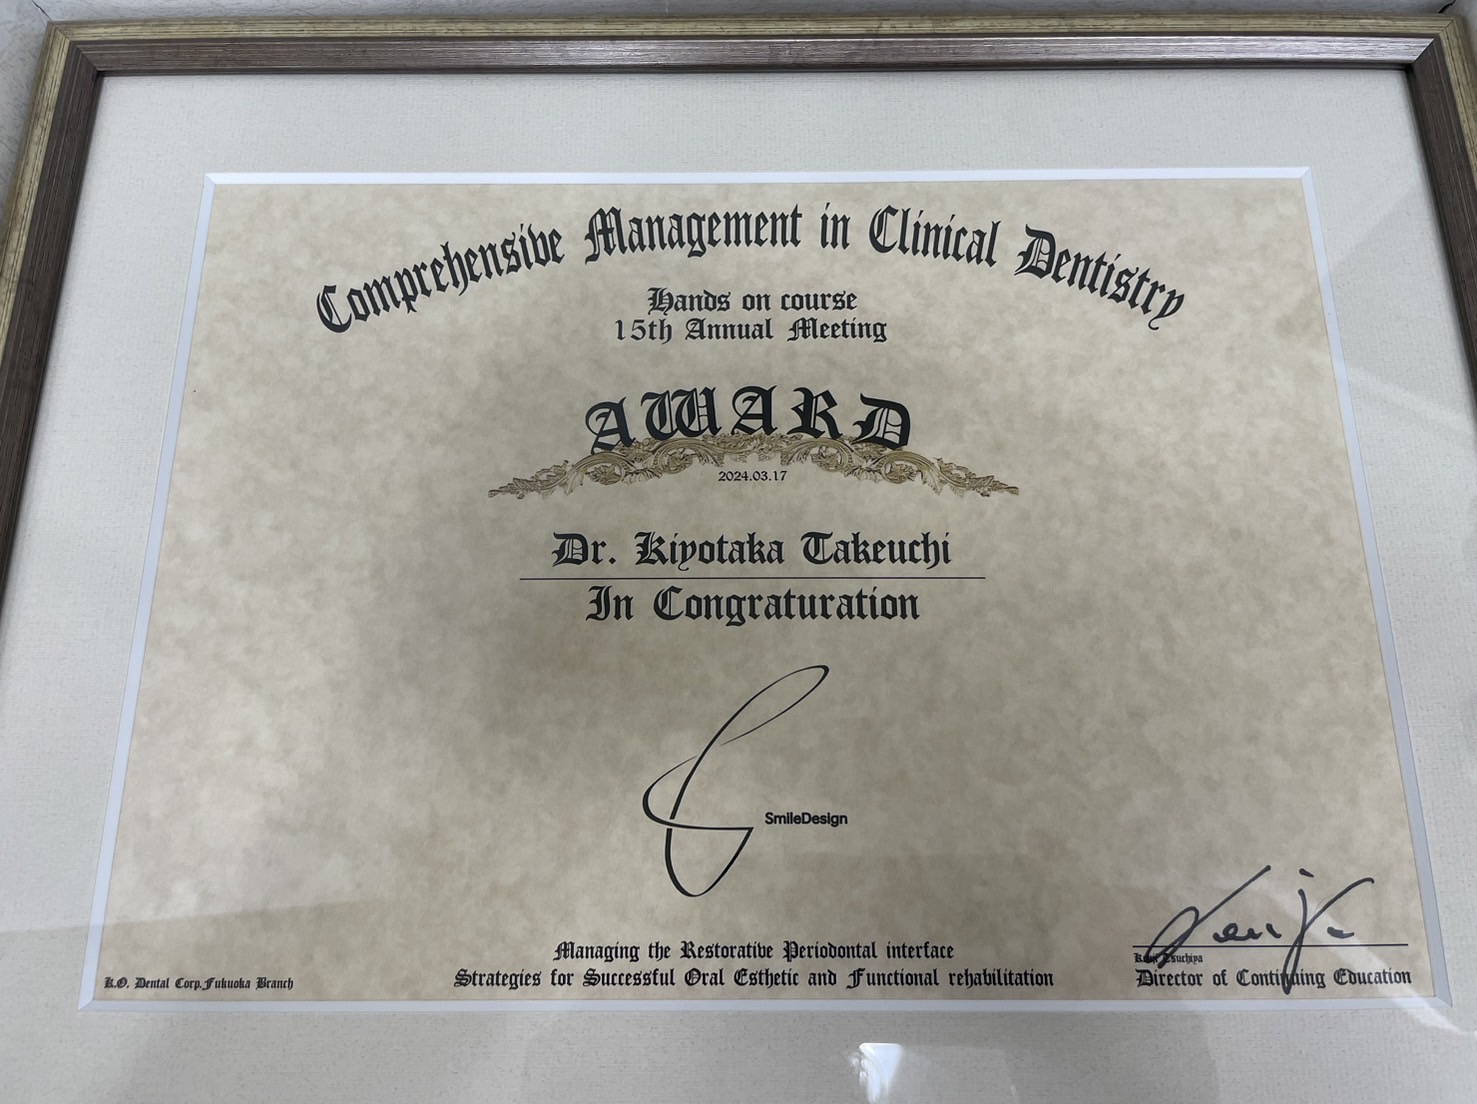 Comprehensive Management in Clinical Dentistry
Hands on course
15th Annual Meeting
AWARD
2024.03.17
Dr. Kiyotaka Takeuchi
In Congraturation
SmileDesign
Managing the Restorative Periodontal interface
Strategies for Successful Oral Esthetic and Functional rehabilitation
K.O. Dental Corp.Fukuoka Branch
Tsuchiya
Director of Continuing Education